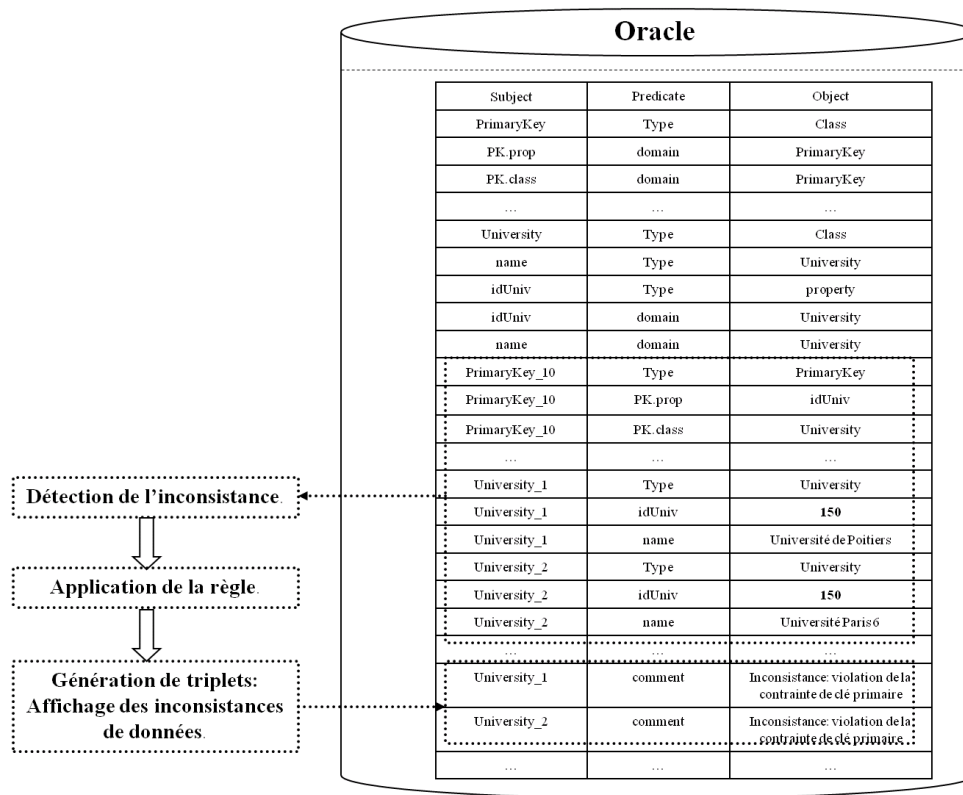 Oracle
Subject Predicate Object
PrimaryKey Type Class
PK.prop domain PrimaryKey
PK.class domain PrimaryKey
... ... ...
University Type Class
name Type University
idUniv Type property
idUniv domain University
name domain University
PrimaryKey_10 Type PrimaryKey
PrimaryKey_10 PK.prop idUniv
PrimaryKey_10 PK.class University
... ... ...
University_1 Type University
University_1 idUniv 150
University_1 name Université de Poitiers
University_2 Type University
University_2 idUniv 150
University_2 name Université Paris 6
... ... ...
University_1 comment Inconsistance: violation de la
contrainte de clé primaire
University_2 comment Inconsistance: violation de la
contrainte de clé primaire
... ... ...
Détection de l’inconsistance.
Application de la règle.
Génération de triplets:
Affichage des inconsistances
de données.